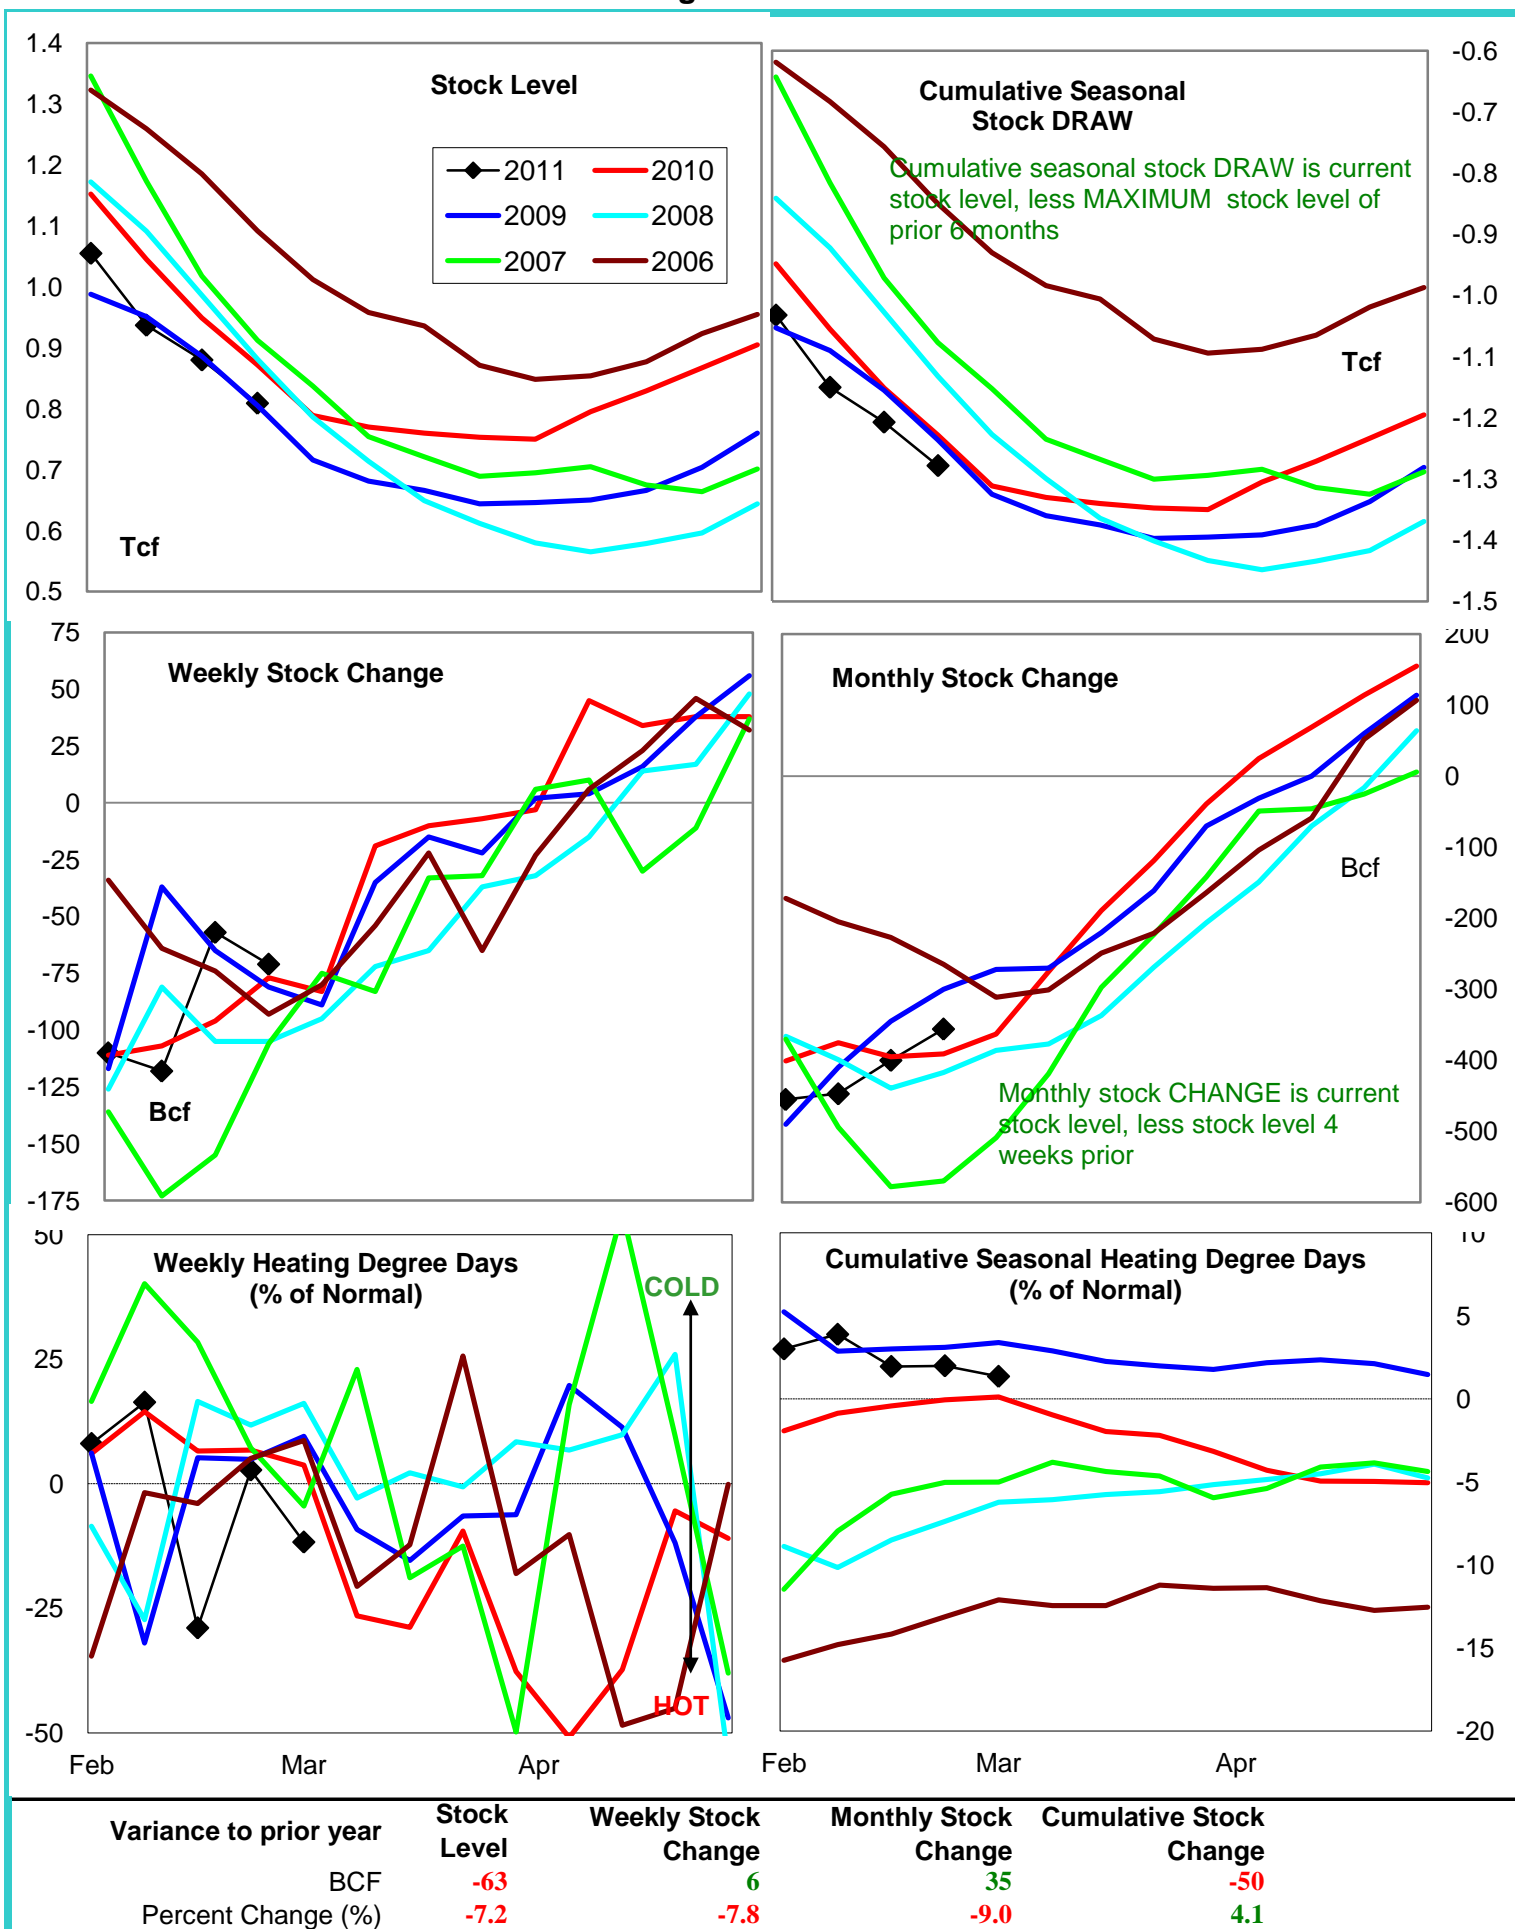 g
1.4
1.3
1.2
1.1
1.0
0.9
0.8
0.7
0.6
0.5
Stock Level
2011 2010
2009 2008
2007 2006
Tcf
Cumulative Seasonal
Stock DRAW
Cumulative seasonal stock DRAW is current
stock level, less MAXIMUM stock level of
prior 6 months
Tcf
-0.6
-0.7
-0.8
-0.9
-1.0
-1.1
-1.2
-1.3
-1.4
-1.5
75
50
25
0
-25
-50
-75
-100
-125
-150
-175
Weekly Stock Change
Bcf
Monthly Stock Change
Bcf
Monthly stock CHANGE is current
stock level, less stock level 4
weeks prior
200
100
0
-100
-200
-300
-400
-500
-600
50
25
0
-25
-50
Weekly Heating Degree Days
(% of Normal)
COLD
HOT
Feb Mar Apr
Cumulative Seasonal Heating Degree Days
(% of Normal)
10
5
0
-5
-10
-15
-20
Feb Mar Apr
Variance to prior year Stock Level Weekly Stock Change Monthly Stock Change Cumulative Stock Change
BCF -63 6 35 -50
Percent Change (%) -7.2 -7.8 -9.0 4.1